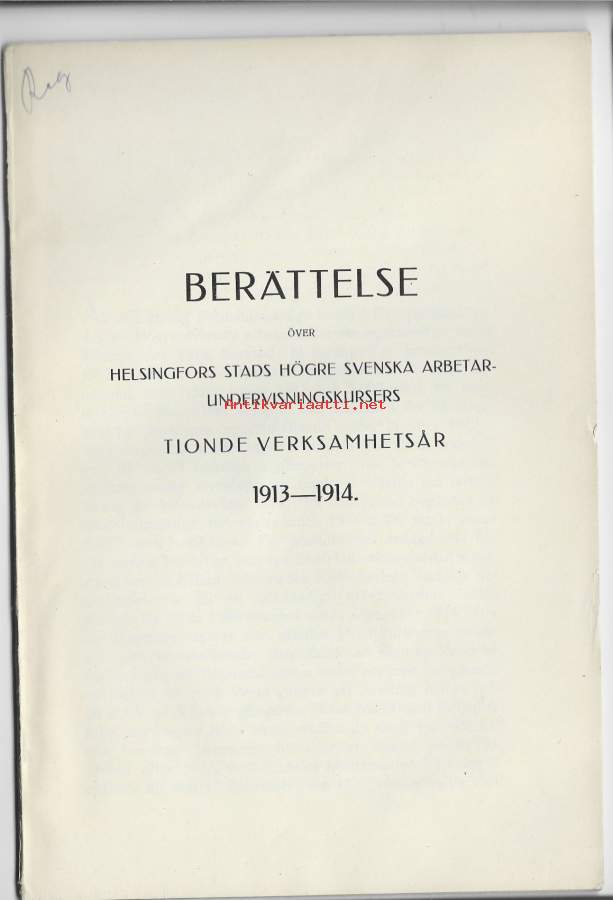 BERÄTTELSE
ÖVER
HELSINGFORS STADS HÖGRE SVENSKA ARBETAR-
UNDERVISNINGSKURSERS
Antikvariaatti.net
TIONDE VERKSAMHETSÅR
1913—1914.